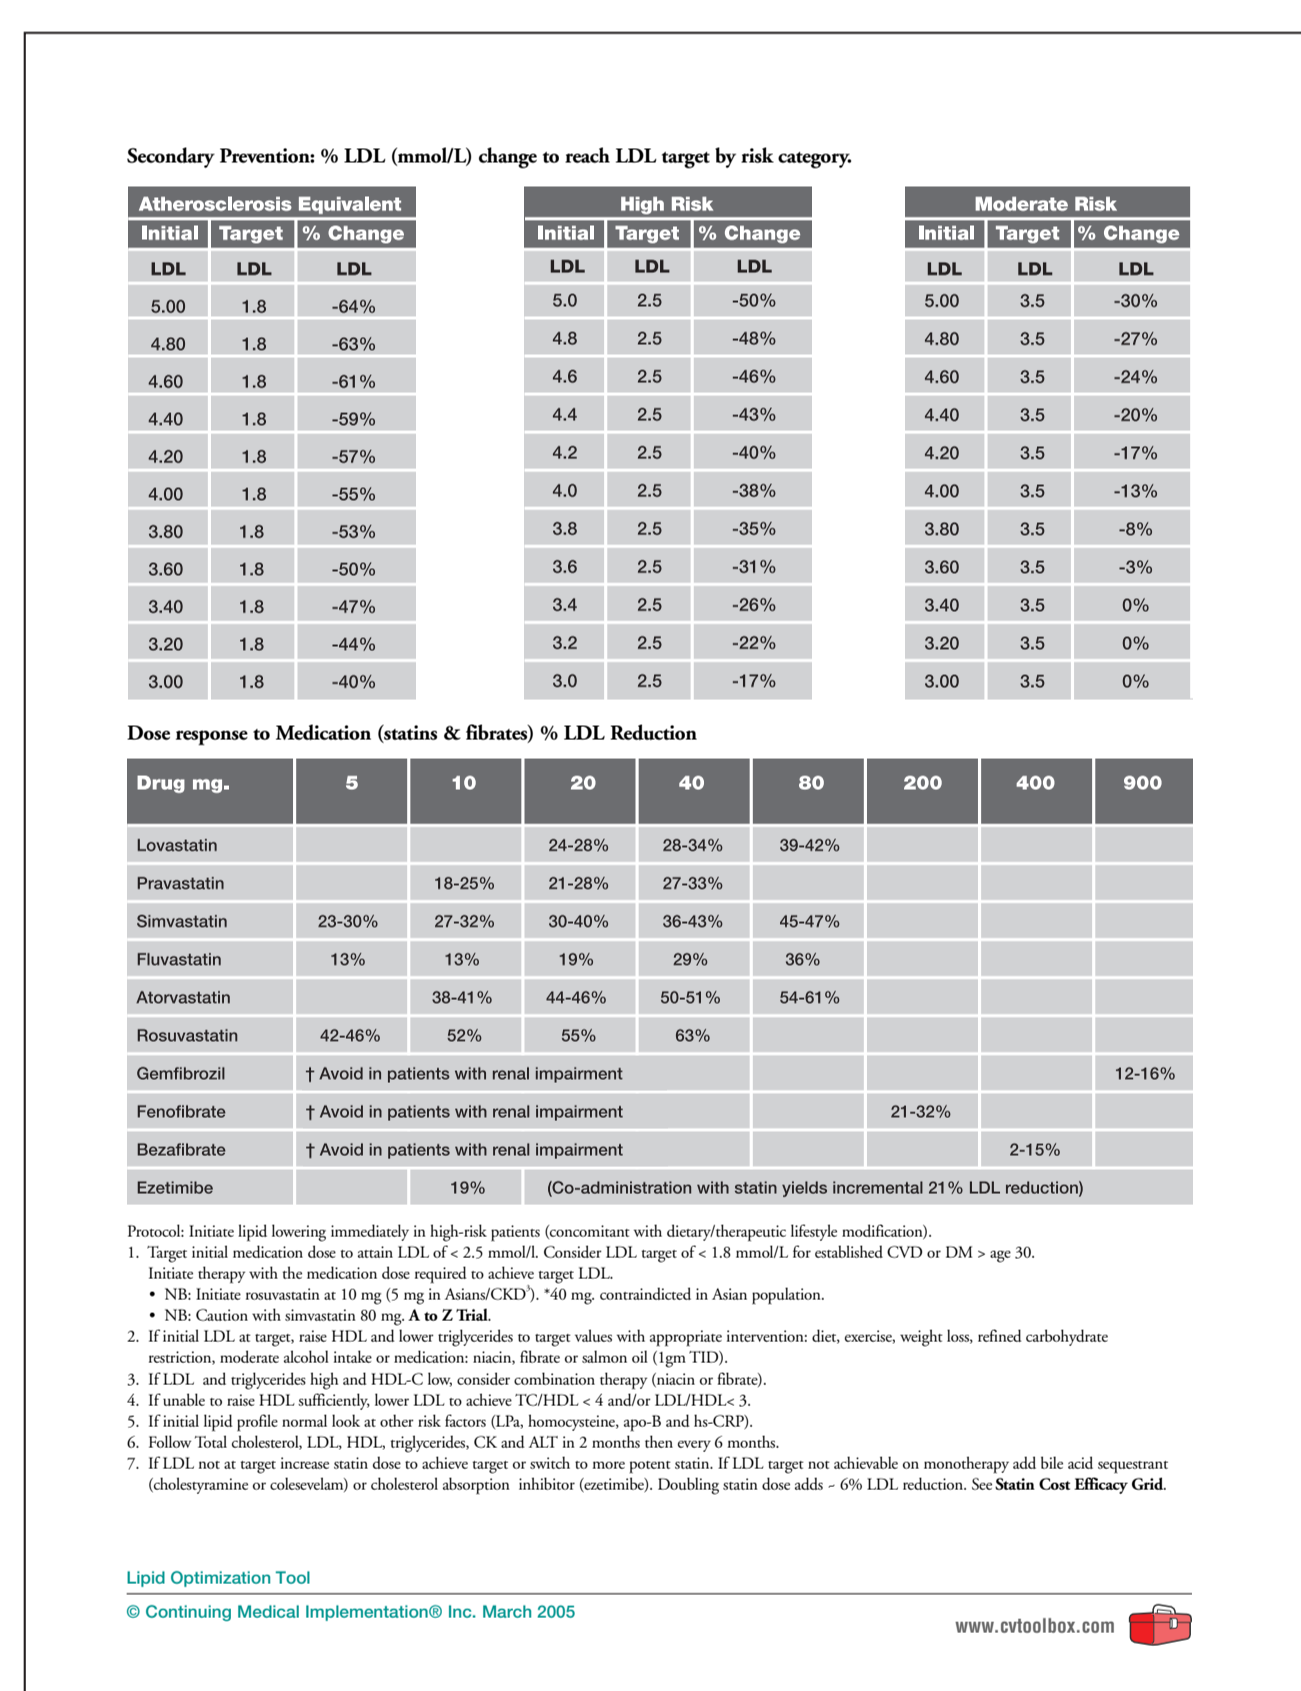 Secondary Prevention: % LDL (mmol/L) change to reach LDL target by risk category.
Atherosclerosis Equivalent
Initial Target % Change
LDL LDL LDL
5.00 1.8 -64%
4.80 1.8 -63%
4.60 1.8 -61%
4.40 1.8 -59%
4.20 1.8 -57%
4.00 1.8 -55%
3.80 1.8 -53%
3.60 1.8 -50%
3.40 1.8 -47%
3.20 1.8 -44%
3.00 1.8 -40%
High Risk
Initial Target % Change
LDL LDL LDL
5.0 2.5 -50%
4.8 2.5 -48%
4.6 2.5 -46%
4.4 2.5 -43%
4.2 2.5 -40%
4.0 2.5 -38%
3.8 2.5 -35%
3.6 2.5 -31%
3.4 2.5 -26%
3.2 2.5 -22%
3.0 2.5 -17%
Moderate Risk
Initial Target % Change
LDL LDL LDL
5.00 3.5 -30%
4.80 3.5 -27%
4.60 3.5 -24%
4.40 3.5 -20%
4.20 3.5 -17%
4.00 3.5 -13%
3.80 3.5 -8%
3.60 3.5 -3%
3.40 3.5 0%
3.20 3.5 0%
3.00 3.5 0%
Dose response to Medication (statins & fibrates) % LDL Reduction
Drug mg. 5 10 20 40 80 200 400 900
Lovastatin 24-28% 28-34% 39-42%
Pravastatin 18-25% 21-28% 27-33%
Simvastatin 23-30% 27-32% 30-40% 36-43% 45-47%
Fluvastatin 13% 13% 19% 29% 36%
Atorvastatin 38-41% 44-46% 50-51% 54-61%
Rosuvastatin 42-46% 52% 55% 63%
Gemfibrozil † Avoid in patients with renal impairment 12-16%
Fenofibrate † Avoid in patients with renal impairment 21-32%
Bezafibrate † Avoid in patients with renal impairment 2-15%
Ezetimibe 19% (Co-administration with statin yields incremental 21% LDL reduction)
Protocol: Initiate lipid lowering immediately in high-risk patients (concomitant with dietary/therapeutic lifestyle modification).
1. Target initial medication dose to attain LDL of < 2.5 mmol/l. Consider LDL target of < 1.8 mmol/L for established CVD or DM > age 30.
Initiate therapy with the medication dose required to achieve target LDL.
• NB: Initiate rosuvastatin at 10 mg (5 mg in Asians/CKD³). *40 mg. contraindicted in Asian population.
• NB: Caution with simvastatin 80 mg. A to Z Trial.
2. If initial LDL at target, raise HDL and lower triglycerides to target values with appropriate intervention: diet, exercise, weight loss, refined carbohydrate
restriction, moderate alcohol intake or medication: niacin, fibrate or salmon oil (1gm TID).
3. If LDL and triglycerides high and HDL-C low, consider combination therapy (niacin or fibrate).
4. If unable to raise HDL sufficiently, lower LDL to achieve TC/HDL < 4 and/or LDL/HDL< 3.
5. If initial lipid profile normal look at other risk factors (LPa, homocysteine, apo-B and hs-CRP).
6. Follow Total cholesterol, LDL, HDL, triglycerides, CK and ALT in 2 months then every 6 months.
7. If LDL not at target increase statin dose to achieve target or switch to more potent statin. If LDL target not achievable on monotherapy add bile acid sequestrant
(cholestyramine or colesevelam) or cholesterol absorption inhibitor (ezetimibe). Doubling statin dose adds ~ 6% LDL reduction. See Statin Cost Efficacy Grid.
Lipid Optimization Tool
© Continuing Medical Implementation® Inc. March 2005
www.cvtoolbox.com